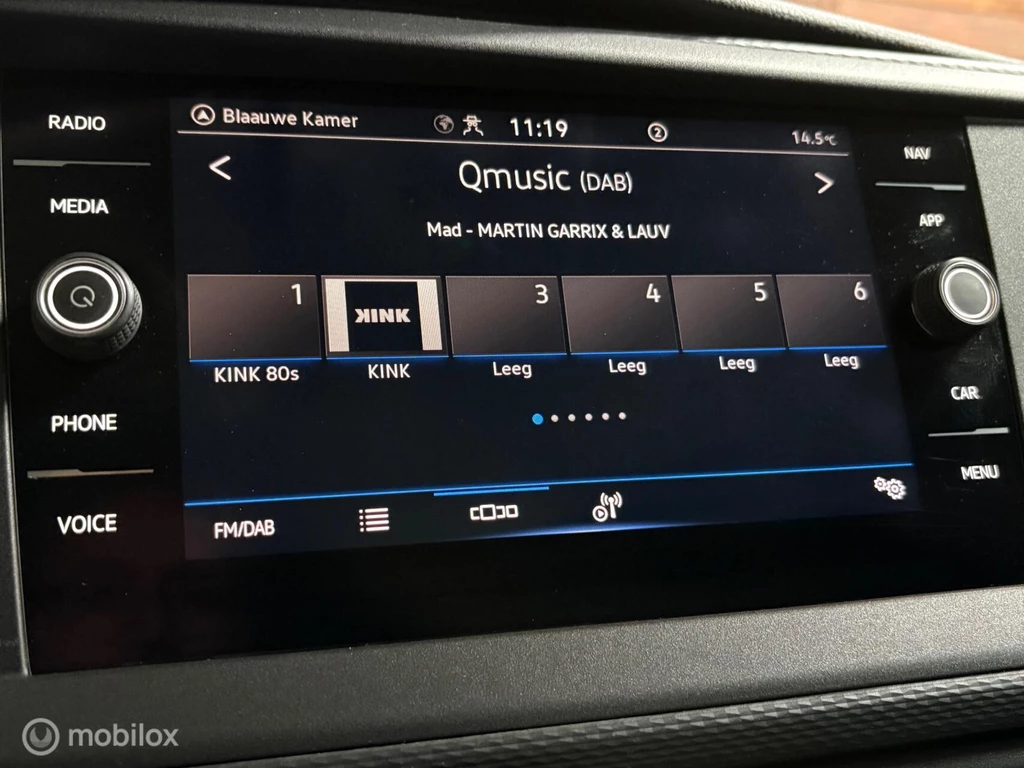 RADIO
MEDIA
PHONE
VOICE
Blaauwe Kamer
11:19
2
14.5°C
Qmusic (DAB)
Mad - MARTIN GARRIX & LAUV
1
KINK
3
4
5
6
KINK 80s
KINK
Leeg
Leeg
Leeg
Leeg
FM/DAB
NAV
APP
CAR
MENU
mobilox